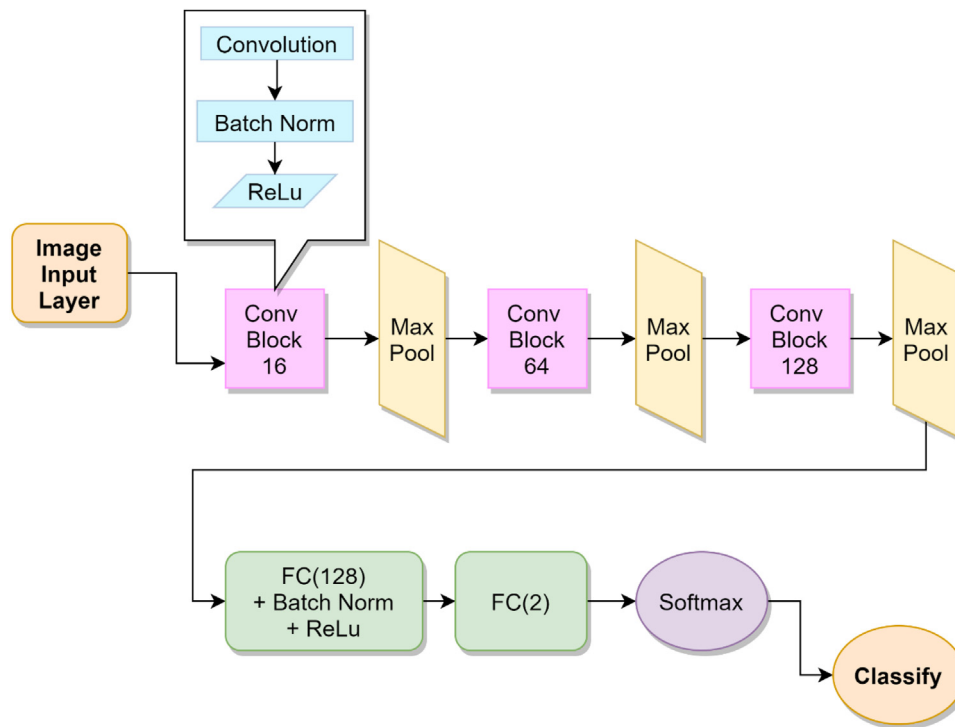 Convolution
Batch Norm
ReLu
Image
Input
Layer
Conv
Block
16
Max
Pool
Conv
Block
64
Max
Pool
Conv
Block
128
Max
Pool
FC(128)
+ Batch Norm
+ ReLu
FC(2)
Softmax
Classify